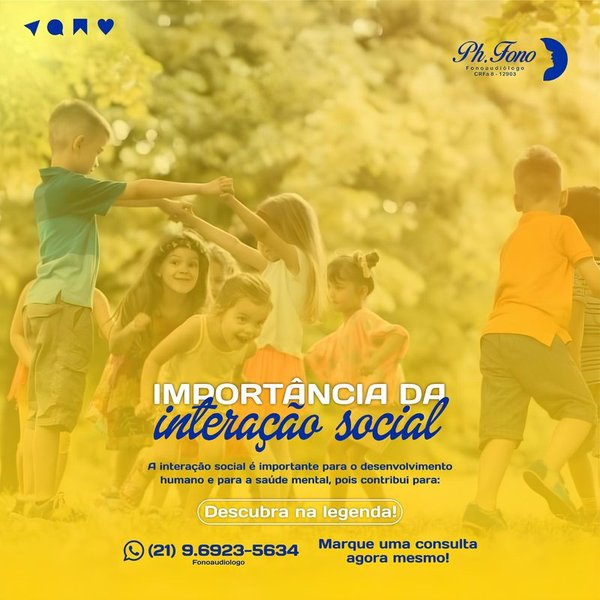 Ph.Fono
Fonoaudiólogo
CRFa 8 - 12903
IMPORTÂNCIA DA
interação social
A interação social é importante para o desenvolvimento
humano e para a saúde mental, pois contribui para:
Descubra na legenda!
(21) 9.6923-5634
Fonoaudiologo
Marque uma consulta
agora mesmo!